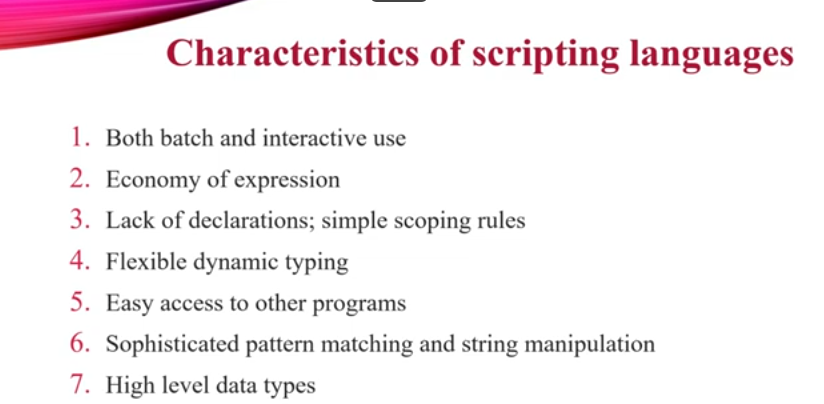 Characteristics of scripting languages
1. Both batch and interactive use
2. Economy of expression
3. Lack of declarations; simple scoping rules
4. Flexible dynamic typing
5. Easy access to other programs
6. Sophisticated pattern matching and string manipulation
7. High level data types